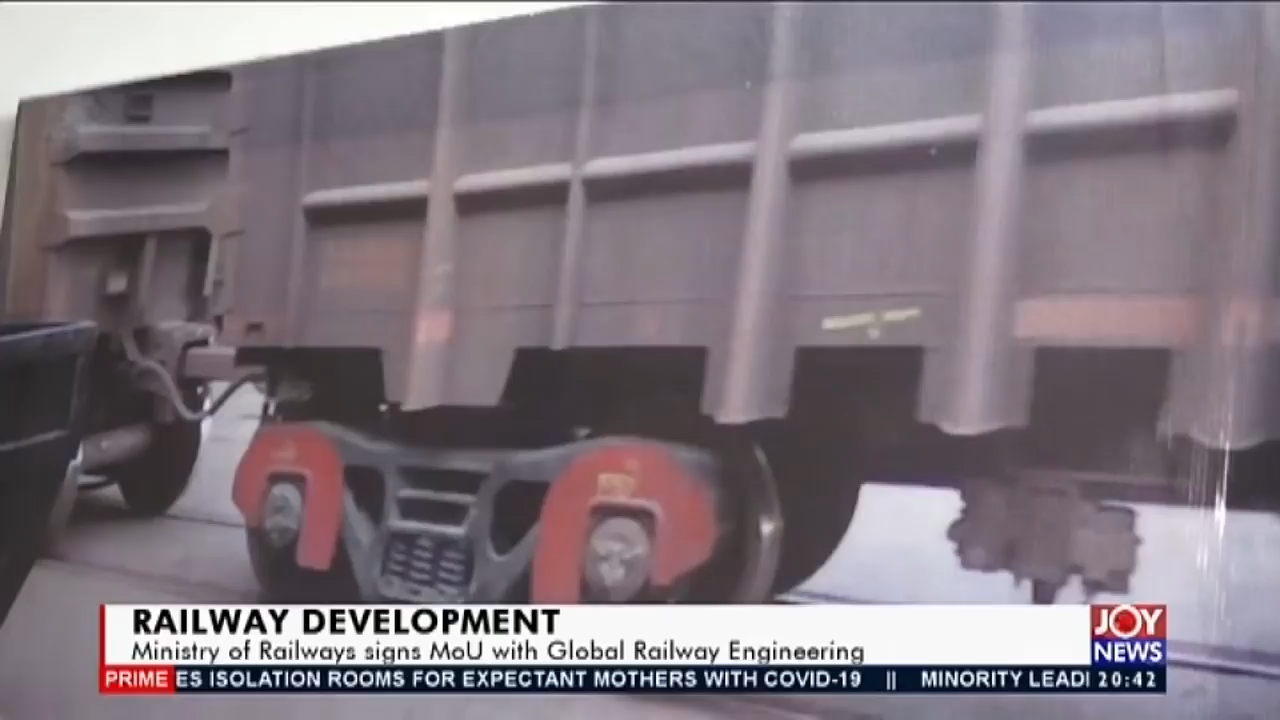 RAILWAY DEVELOPMENT
Ministry of Railways signs MoU with Global Railway Engineering
JOY
NEWS
PRIME ES ISOLATION ROOMS FOR EXPECTANT MOTHERS WITH COVID-19 || MINORITY LEADI 20:42